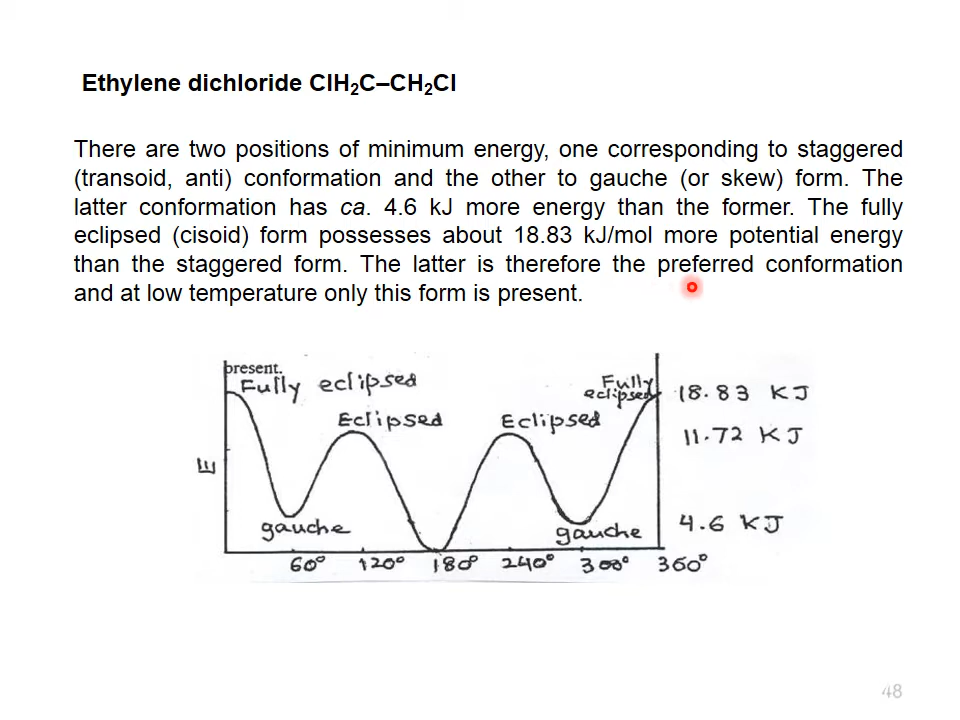 Ethylene dichloride ClH₂C–CH₂Cl
There are two positions of minimum energy, one corresponding to staggered
(transoid, anti) conformation and the other to gauche (or skew) form. The
latter conformation has ca. 4.6 kJ more energy than the former. The fully
eclipsed (cisoid) form possesses about 18.83 kJ/mol more potential energy
than the staggered form. The latter is therefore the preferred conformation
and at low temperature only this form is present.
present.
Fully eclipsed
Fully
eclipsed
18.83 KJ
Eclipsed
Eclipsed
11.72 KJ
E
gauche
gauche
4.6 KJ
60° 120° 180° 240° 300° 360°
48